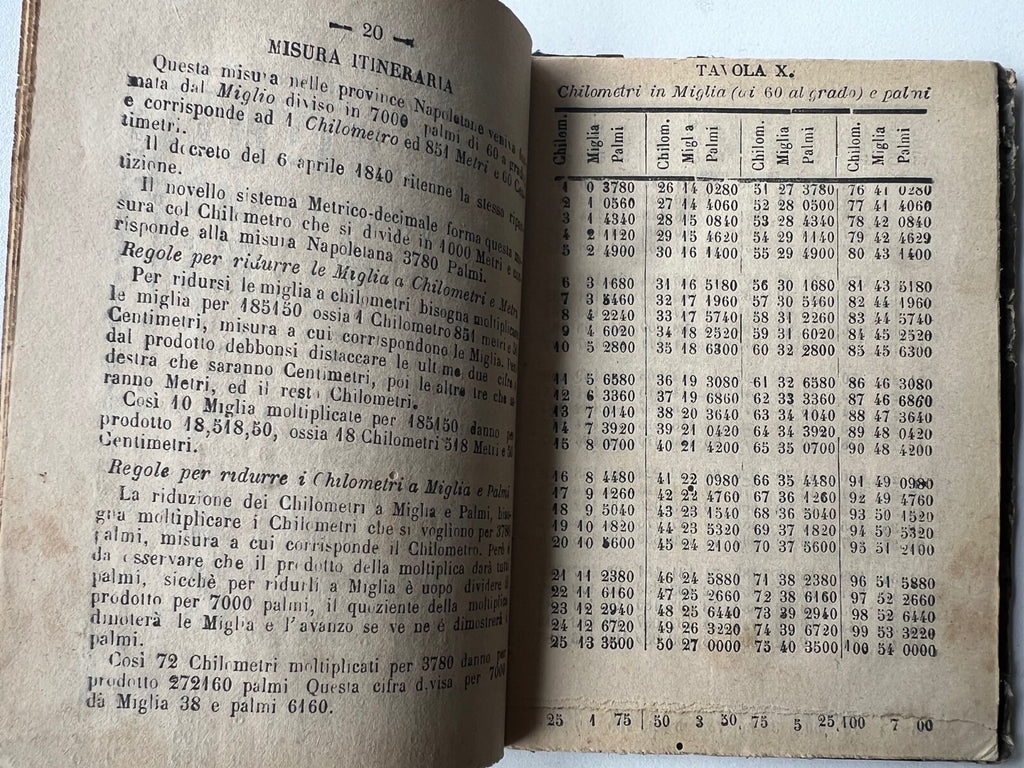 — 20 —
MISURA ITINERARIA
Questa misura nelle province Napoletane veniva
mata dal Miglio diviso in 7000 palmi di 60 a grado
e corrisponde ad 1 Chilometro ed 851 Metri e 60 Cen
timetri.
Il decreto del 6 aprile 1840 ritenne la stessa ripar
tizione.
Il novello sistema Metrico-decimale forma questa mi
sura col Chilometro che si divide in 1000 Metri e cor
risponde alla misura Napoletana 3780 Palmi.
Regole per ridurre le Miglia a Chilometri e Metri
Per ridursi le miglia a chilometri bisogna moltiplicare
le miglia per 185150 ossia 1 Chilometro 851 metri e 50
Centimetri, misura a cui corrispondono le Miglia.
dal prodotto debbonsi distaccare le ultime due cifre
destra che saranno Centimetri, poi le altre tre che sa
ranno Metri, ed il resto Chilometri.
Così 10 Miglia moltiplicate per 185150 danno per
prodotto 18,518,50, ossia 18 Chilometri 518 Metri e 50
Centimetri.
Regole per ridurre i Chilometri a Miglia e Palmi
La riduzione dei Chilometri a Miglia e Palmi, biso
gna moltiplicare i Chilometri che si vogliono per 3780
palmi, misura a cui corrisponde il Chilometro. Però è
da osservare che il prodotto della moltiplica darà tutti
palmi, sicchè per ridurli a Miglia è uopo dividere il
prodotto per 7000 palmi, il quoziente della moltiplica
dinoterà le Miglia e l'avanzo se ve ne é dimostrerà i
palmi.
Così 72 Chilometri moltiplicati per 3780 danno per
prodotto 272160 palmi Questa cifra divisa per 7000
dà Miglia 38 e palmi 6160.
TAVOLA X.
Chilometri in Miglia (di 60 al grado) e palmi
Chilom. Miglia Palmi Chilom. Miglia Palmi Chilom. Miglia Palmi Chilom. Miglia Palmi
1 0 3780 26 14 0280 51 27 3780 76 41 0280
2 1 0560 27 14 4060 52 28 0500 77 41 4060
3 1 4340 28 15 0840 53 28 4340 78 42 0840
4 2 1120 29 15 4620 54 29 1140 79 42 4629
5 2 4900 30 16 1400 55 29 4900 80 43 1400
6 3 1680 31 16 5180 56 30 1680 81 43 5180
7 3 5460 32 17 1960 57 30 5460 82 44 1960
8 4 2240 33 17 5740 58 31 2260 83 44 5740
9 4 6020 34 18 2520 59 31 6020 84 45 2520
10 5 2800 35 18 6300 60 32 2800 85 45 6300
11 5 6580 36 19 3080 61 32 6580 86 46 3080
12 6 3360 37 19 6860 62 33 3360 87 46 6860
13 7 0140 38 20 3640 63 34 1040 88 47 3640
14 7 3920 39 21 0420 64 34 3920 89 48 0420
15 8 0700 40 21 4200 65 35 0700 90 48 4200
16 8 4480 41 22 0980 66 35 4480 91 49 0980
17 9 1260 42 22 4760 67 36 1260 92 49 4760
18 9 5040 43 23 1540 68 36 5040 93 50 1520
19 10 1820 44 23 5320 69 37 1820 94 50 5320
20 10 5600 45 24 2100 70 37 5600 95 51 2100
21 11 2380 46 24 5880 71 38 2380 96 51 5880
22 11 6160 47 25 2660 72 38 6160 97 52 2660
23 12 2940 48 25 6440 73 39 2940 98 52 6440
24 12 6720 49 26 3220 74 39 6720 99 53 3220
25 13 3500 50 27 0000 75 40 3500 100 54 0000
25 1 75 50 3 50 75 5 25 100 7 00